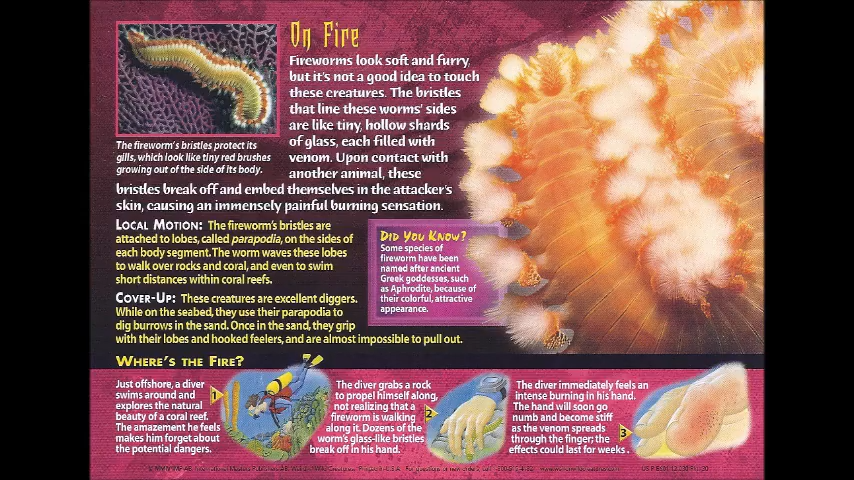 On Fire
Fireworms look soft and furry,
but it's not a good idea to touch
these creatures. The bristles
that line these worms' sides
are like tiny, hollow shards
of glass, each filled with
venom. Upon contact with
another animal, these
bristles break off and embed themselves in the attacker's
skin, causing an immensely painful burning sensation.
The fireworm's bristles protect its
gills, which look like tiny red brushes
growing out of the side of its body.
LOCAL MOTION: The fireworm's bristles are
attached to lobes, called parapodia, on the sides of
each body segment. The worm waves these lobes
to walk over rocks and coral, and even to swim
short distances within coral reefs.
COVER-UP: These creatures are excellent diggers.
While on the seabed, they use their parapodia to
dig burrows in the sand. Once in the sand, they grip
with their lobes and hooked feelers, and are almost impossible to pull out.
DID YOU KNOW?
Some species of
fireworm have been
named after ancient
Greek goddesses, such
as Aphrodite, because of
their colorful, attractive
appearance.
WHERE'S THE FIRE?
Just offshore, a diver
swims around and
explores the natural
beauty of a coral reef.
The amazement he feels
makes him forget about
the potential dangers.
1
The diver grabs a rock
to propel himself along,
not realizing that a
fireworm is walking
along it. Dozens of the
worm's glass-like bristles
break off in his hand.
2
The diver immediately feels an
intense burning in his hand.
The hand will soon go
numb and become stiff
as the venom spreads
through the finger; the
effects could last for weeks.
3